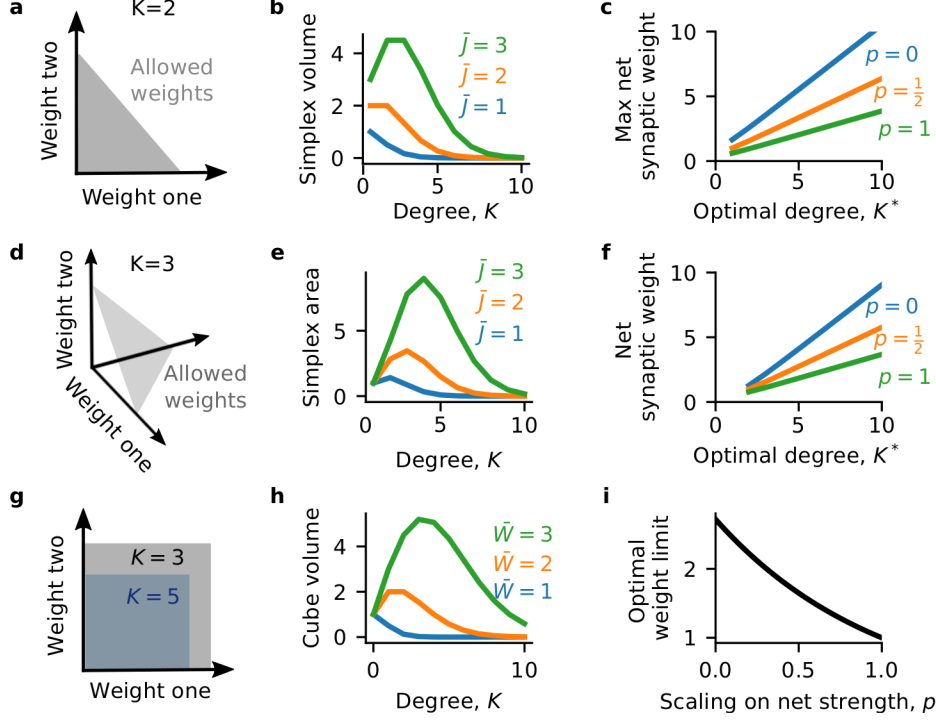 a
K=2
Weight two
Allowed
weights
Weight one
b
Simplex volume
4
2
0
J̄ = 3
J̄ = 2
J̄ = 1
0
5
10
Degree, K
c
Max net
synaptic weight
10
5
0
p = 0
p = 1/2
p = 1
0
5
10
Optimal degree, K*
d
K=3
Weight two
Allowed
weights
Weight one
e
Simplex area
5
0
J̄ = 3
J̄ = 2
J̄ = 1
0
5
10
Degree, K
f
Net
synaptic weight
10
5
0
p = 0
p = 1/2
p = 1
0
5
10
Optimal degree, K*
g
Weight two
K = 3
K = 5
Weight one
h
Cube volume
4
2
0
W̄ = 3
W̄ = 2
W̄ = 1
0
10
Degree, K
i
Optimal
weight limit
2
1
0.0
0.5
1.0
Scaling on net strength, p